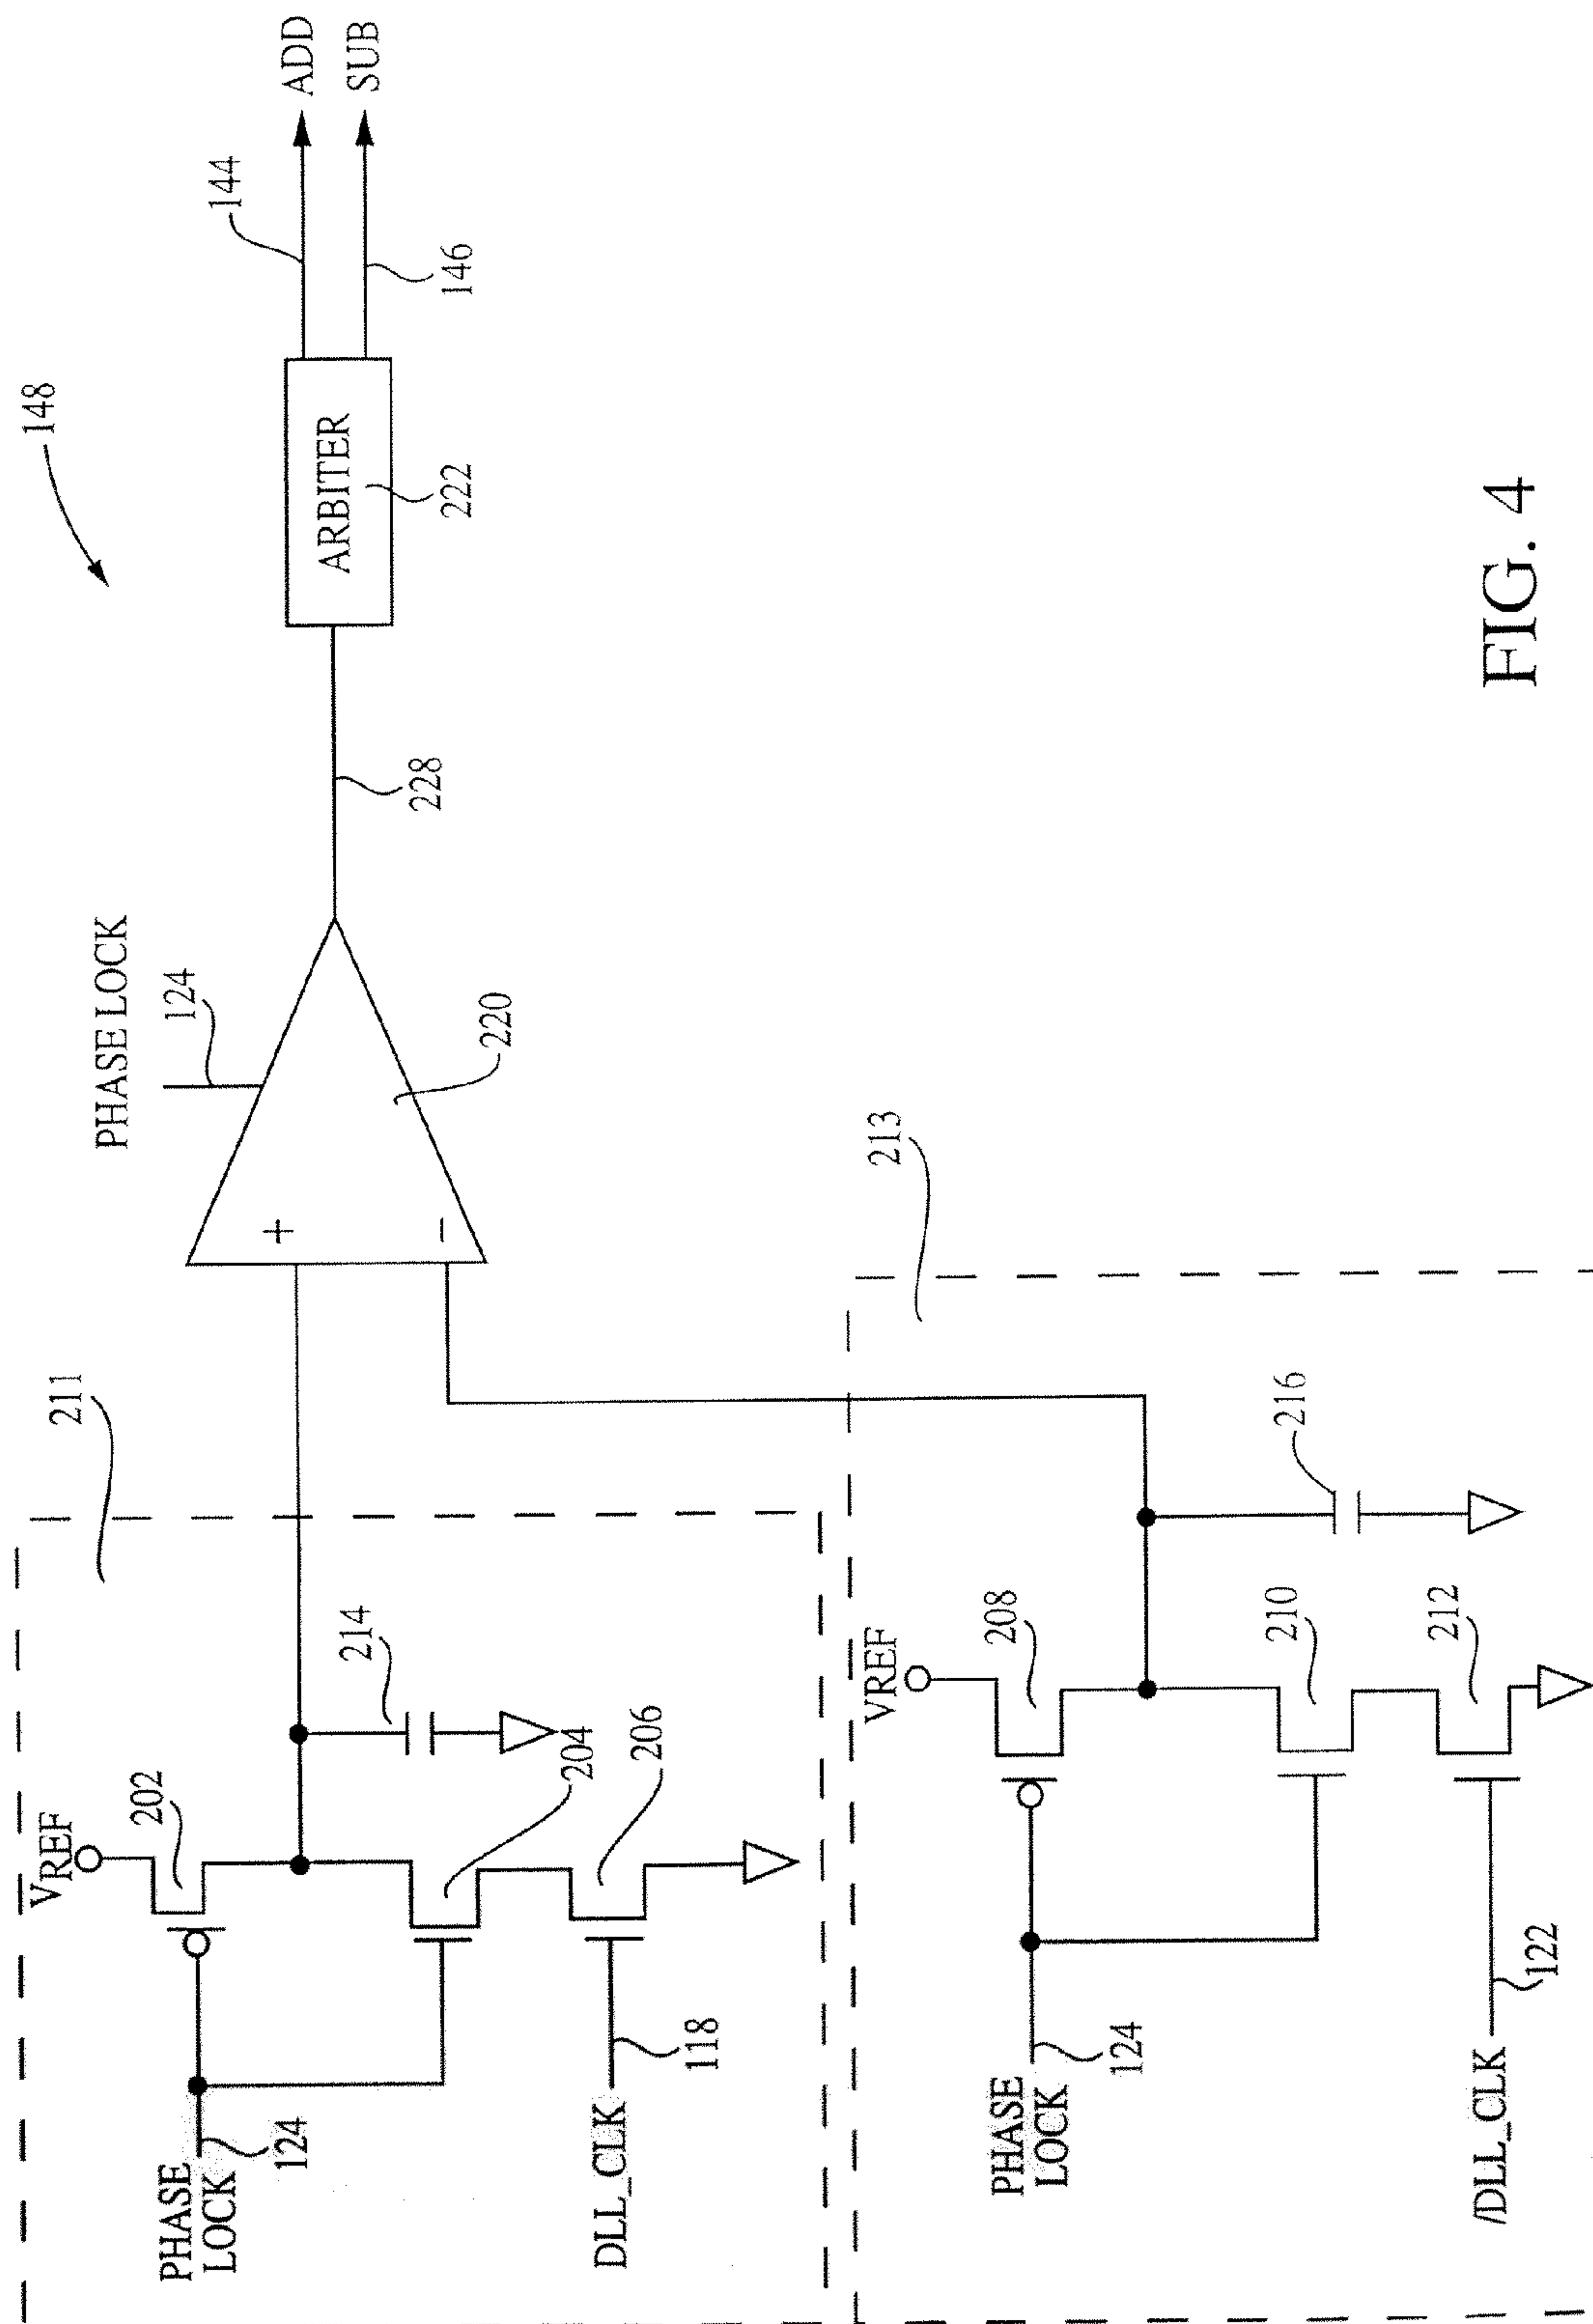 148
PHASE LOCK
124
ADD
SUB
144
146
ARBITER
222
228
220
+
−
211
VREF
202
214
204
206
PHASE
LOCK
124
DLL_CLK
118
213
VREF
208
216
210
212
PHASE
LOCK
124
/DLL_CLK
122
FIG. 4